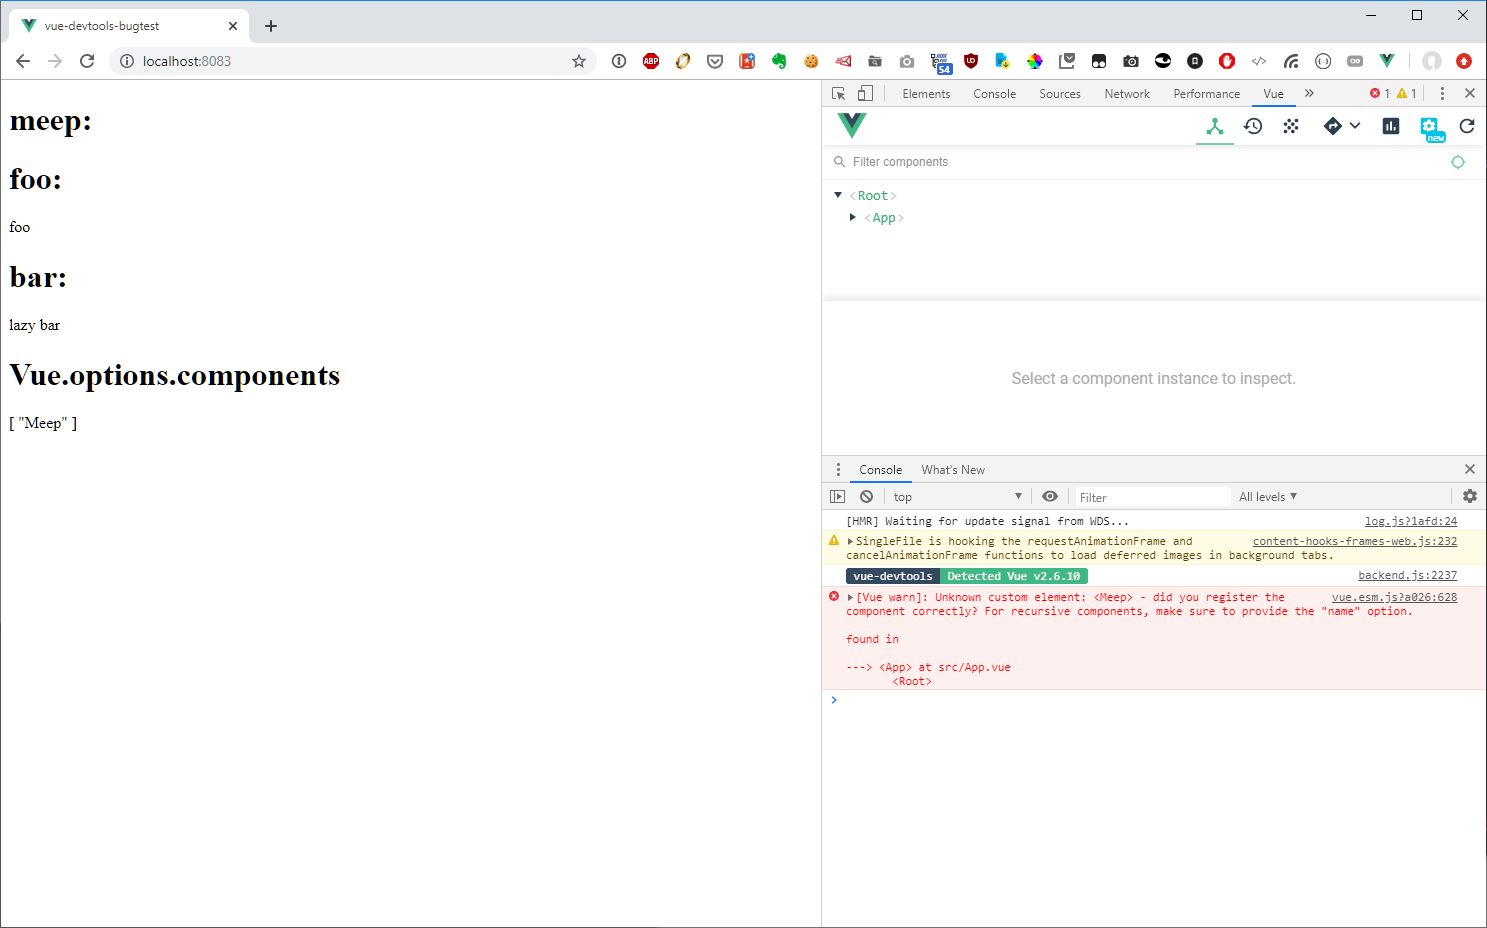 vue-devtools-bugtest
localhost:8083
ABP
54
UD
meep:
foo:
foo
bar:
lazy bar
Vue.options.components
[ "Meep" ]
Elements Console Sources Network Performance Vue » 1 1
new
Filter components
<Root>
<App>
Select a component instance to inspect.
Console What's New
top Filter All levels
[HMR] Waiting for update signal from WDS... log.js?1afd:24
SingleFile is hooking the requestAnimationFrame and content-hooks-frames-web.js:232
cancelAnimationFrame functions to load deferred images in background tabs.
vue-devtools Detected Vue v2.6.10 backend.js:2237
[Vue warn]: Unknown custom element: <Meep> - did you register the vue.esm.js?a026:628
component correctly? For recursive components, make sure to provide the "name" option.
found in
---> <App> at src/App.vue
<Root>